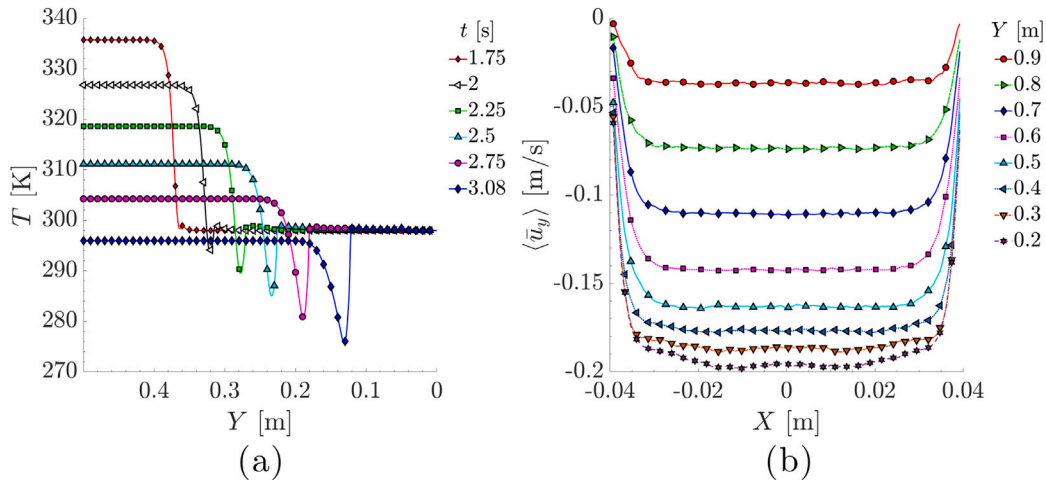 340
330
320
310
300
290
280
270
T [K]
0.4 0.3 0.2 0.1 0
Y [m]
t [s]
1.75
2
2.25
2.5
2.75
3.08
(a)
0
-0.05
-0.1
-0.15
-0.2
⟨ū_y⟩ [m/s]
-0.04 -0.02 0 0.02 0.04
X [m]
Y [m]
0.9
0.8
0.7
0.6
0.5
0.4
0.3
0.2
(b)